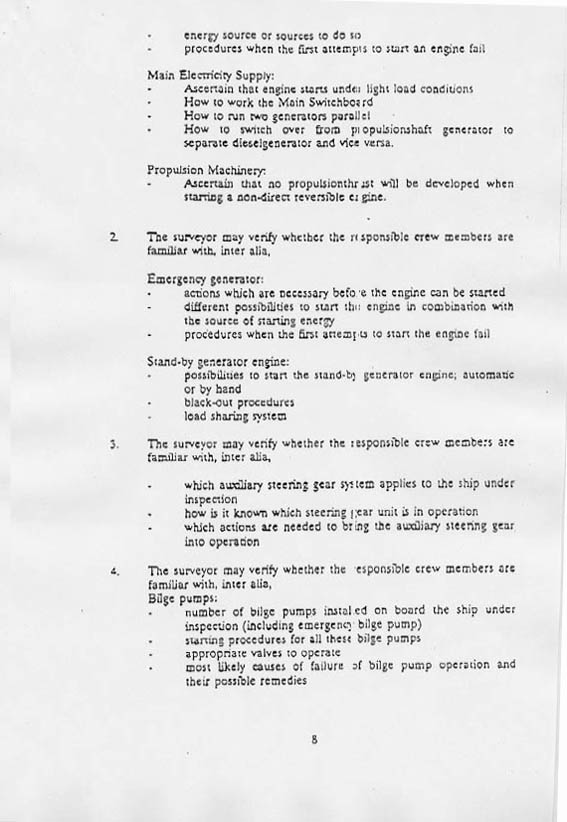 - energy source or sources to do so
- procedures when the first attempts to start an engine fail
Main Electricity Supply:
- Ascertain that engine starts under light load conditions
- How to work the Main Switchboard
- How to run two generators parallel
- How to switch over from propulsionshaft generator to
separate dieselgenerator and vice versa.
Propulsion Machinery:
- Ascertain that no propulsionthrust will be developed when
starting a non-direct reversible engine.
2. The surveyor may verify whether the responsible crew members are
familiar with, inter alia,
Emergency generator:
- actions which are necessary before the engine can be started
- different possibilities to start the engine in combination with
the source of starting energy
- procedures when the first attempts to start the engine fail
Stand-by generator engine:
- possibilities to start the stand-by generator engine; automatic
or by hand
- black-out procedures
- load sharing system
3. The surveyor may verify whether the responsible crew members are
familiar with, inter alia,
- which auxiliary steering gear system applies to the ship under
inspection
- how is it known which steering gear unit is in operation
- which actions are needed to bring the auxiliary steering gear
into operation
4. The surveyor may verify whether the responsible crew members are
familiar with, inter alia,
Bilge pumps:
- number of bilge pumps installed on board the ship under
inspection (including emergency bilge pump)
- starting procedures for all these bilge pumps
- appropriate valves to operate
- most likely causes of failure of bilge pump operation and
their possible remedies
8